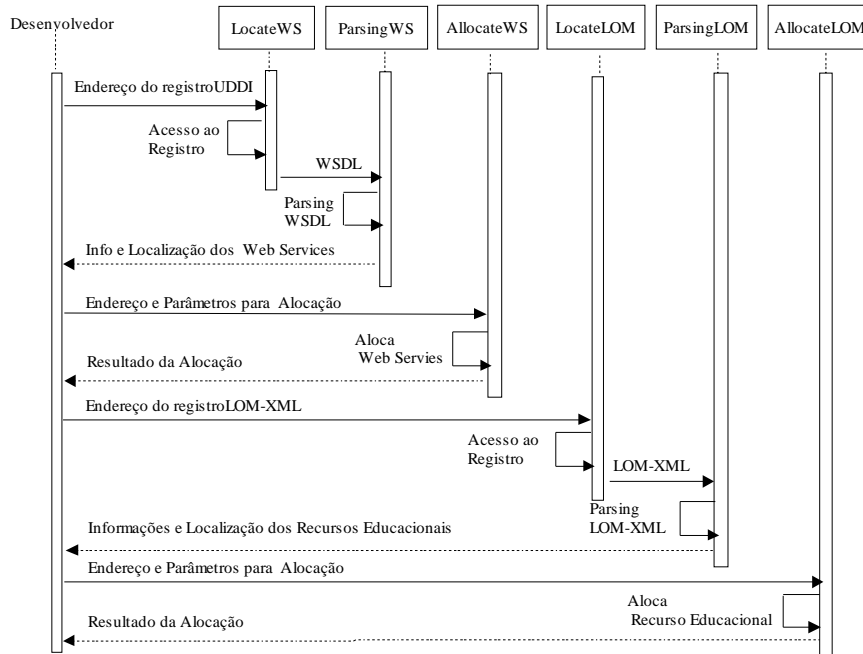 Desenvolvedor
LocateWS
ParsingWS
AllocateWS
LocateLOM
ParsingLOM
AllocateLOM
Endereço do registroUDDI
Acesso ao
Registro
WSDL
Parsing
WSDL
Info e Localização dos Web Services
Endereço e Parâmetros para Alocação
Aloca
Web Servies
Resultado da Alocação
Endereço do registroLOM-XML
Acesso ao
Registro
LOM-XML
Parsing
LOM-XML
Informações e Localização dos Recursos Educacionais
Endereço e Parâmetros para Alocação
Aloca
Recurso Educacional
Resultado da Alocação